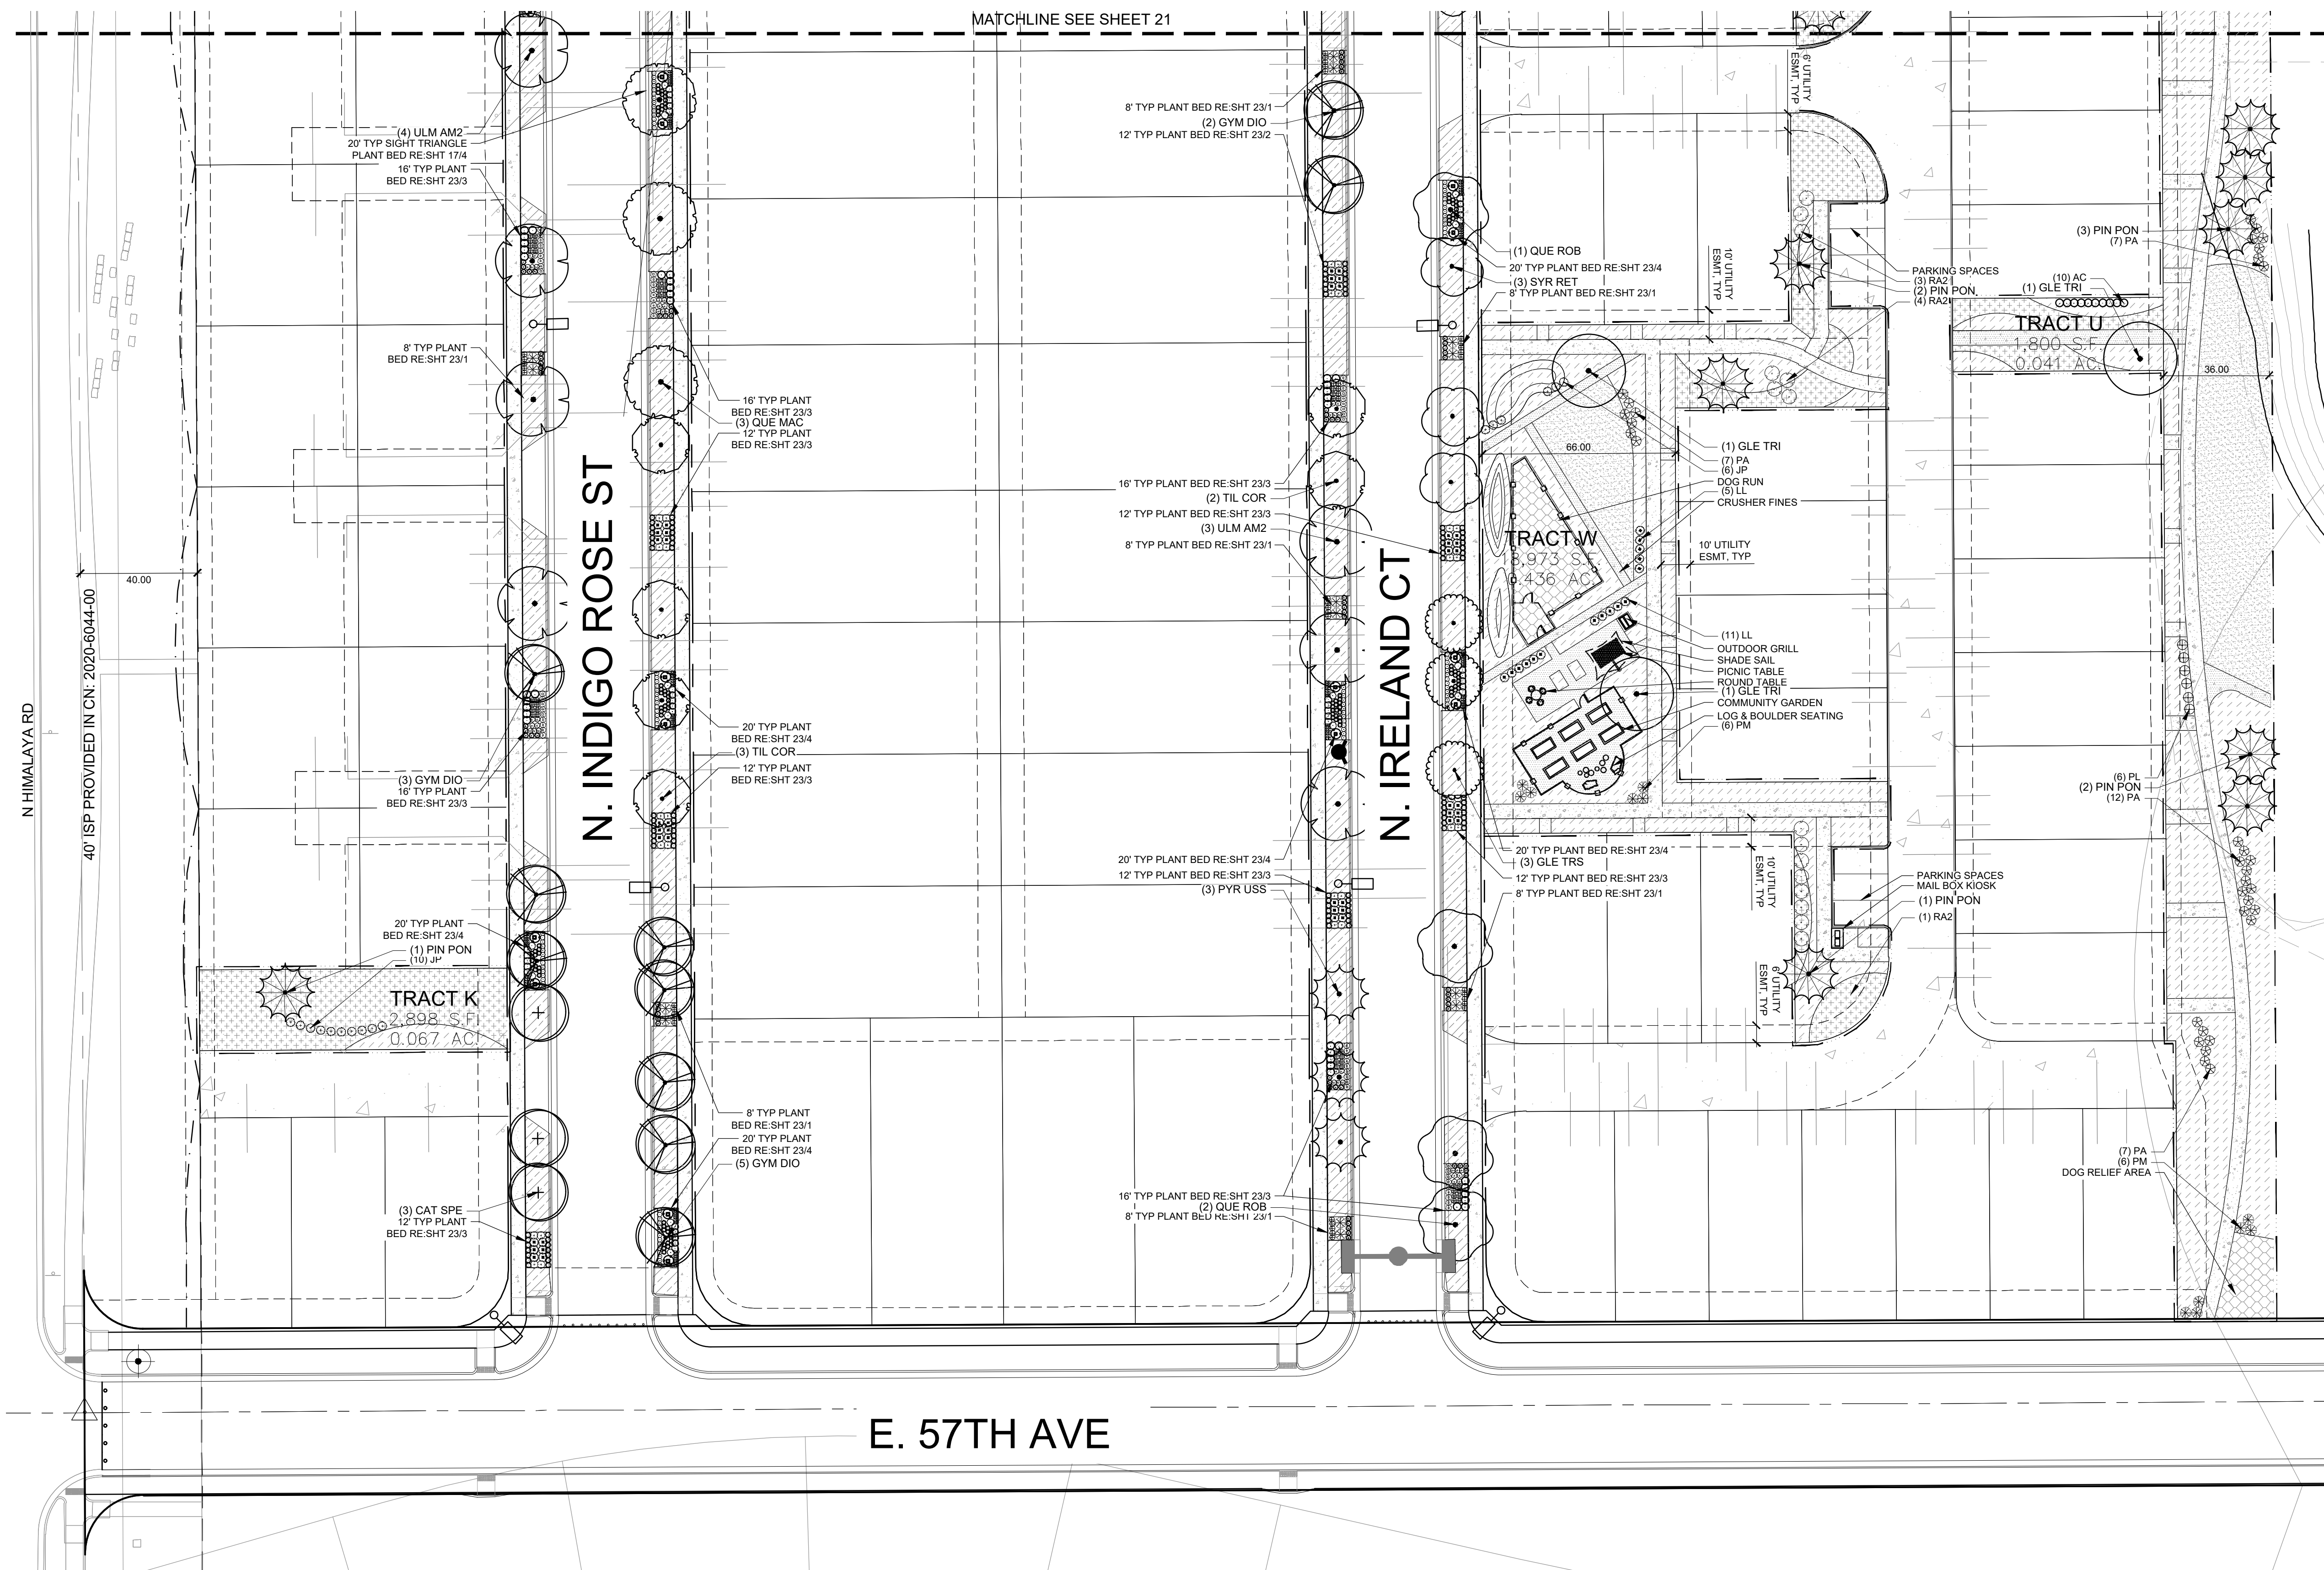 MATCHLINE SEE SHEET 21
(4) ULM AM2
20' TYP SIGHT TRIANGLE
PLANT BED RE:SHT 17/4
16' TYP PLANT
BED RE:SHT 23/3
8' TYP PLANT
BED RE:SHT 23/1
40.00
N HIMALAYA RD
40' ISP PROVIDED IN CN: 2020-6044-00
(3) GYM DIO
16' TYP PLANT
BED RE:SHT 23/3
20' TYP PLANT
BED RE:SHT 23/4
(1) PIN PON
(10) JP
TRACT K
2,898 S.F.
0.067 AC.
(3) CAT SPE
12' TYP PLANT
BED RE:SHT 23/3
N. INDIGO ROSE ST
16' TYP PLANT
BED RE:SHT 23/3
(3) QUE MAC
12' TYP PLANT
BED RE:SHT 23/3
20' TYP PLANT
BED RE:SHT 23/4
(3) TIL COR
12' TYP PLANT
BED RE:SHT 23/3
8' TYP PLANT
BED RE:SHT 23/1
20' TYP PLANT
BED RE:SHT 23/4
(5) GYM DIO
8' TYP PLANT BED RE:SHT 23/1
(2) GYM DIO
12' TYP PLANT BED RE:SHT 23/2
16' TYP PLANT BED RE:SHT 23/3
(2) TIL COR
12' TYP PLANT BED RE:SHT 23/3
(3) ULM AM2
8' TYP PLANT BED RE:SHT 23/1
20' TYP PLANT BED RE:SHT 23/4
12' TYP PLANT BED RE:SHT 23/3
(3) PYR USS
16' TYP PLANT BED RE:SHT 23/3
(2) QUE ROB
8' TYP PLANT BED RE:SHT 23/1
N. IRELAND CT
(1) QUE ROB
20' TYP PLANT BED RE:SHT 23/4
(3) SYR RET
8' TYP PLANT BED RE:SHT 23/1
6' UTILITY
ESMT, TYP
10' UTILITY
ESMT, TYP
PARKING SPACES
(3) RA2
(2) PIN PON
(4) RA2
66.00
(1) GLE TRI
(7) PA
(6) JP
DOG RUN
(5) LL
CRUSHER FINES
TRACT W
8,973 S.F.
0.436 AC.
10' UTILITY
ESMT, TYP
(11) LL
OUTDOOR GRILL
SHADE SAIL
PICNIC TABLE
ROUND TABLE
(1) GLE TRI
COMMUNITY GARDEN
LOG & BOULDER SEATING
(6) PM
20' TYP PLANT BED RE:SHT 23/4
(3) GLE TRS
12' TYP PLANT BED RE:SHT 23/3
8' TYP PLANT BED RE:SHT 23/1
10' UTILITY
ESMT, TYP
6' UTILITY
ESMT, TYP
PARKING SPACES
MAIL BOX KIOSK
(1) PIN PON
(1) RA2
(3) PIN PON
(7) PA
(10) AC
(1) GLE TRI
TRACT U
1,800 S.F.
0.041 AC.
36.00
(6) PL
(2) PIN PON
(12) PA
(7) PA
(6) PM
DOG RELIEF AREA
E. 57TH AVE